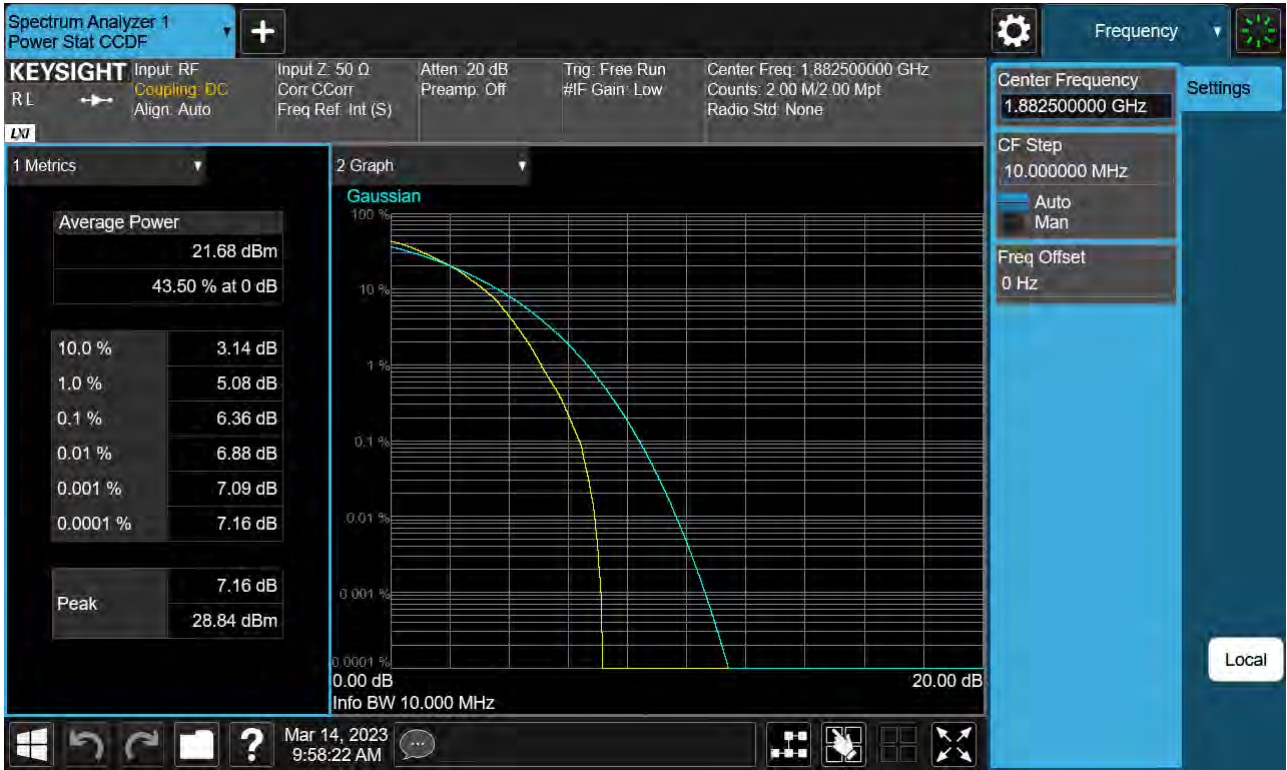 Spectrum Analyzer 1
Power Stat CCDF
Frequency
KEYSIGHT
R L
LXI
Input: RF
Coupling: DC
Align: Auto
Input Z: 50 Ω
Corr CCorr
Freq Ref: Int (S)
Atten: 20 dB
Preamp: Off
Trig: Free Run
#IF Gain: Low
Center Freq: 1.882500000 GHz
Counts: 2.00 M/2.00 Mpt
Radio Std: None
Center Frequency
1.882500000 GHz
Settings
CF Step
10.000000 MHz
Auto
Man
Freq Offset
0 Hz
Local
1 Metrics
Average Power
21.68 dBm
43.50 % at 0 dB
10.0 % 3.14 dB
1.0 % 5.08 dB
0.1 % 6.36 dB
0.01 % 6.88 dB
0.001 % 7.09 dB
0.0001 % 7.16 dB
Peak
7.16 dB
28.84 dBm
2 Graph
Gaussian
100 %
10 %
1 %
0.1 %
0.01 %
0.001 %
0.0001 %
0.00 dB 20.00 dB
Info BW 10.000 MHz
Mar 14, 2023
9:58:22 AM